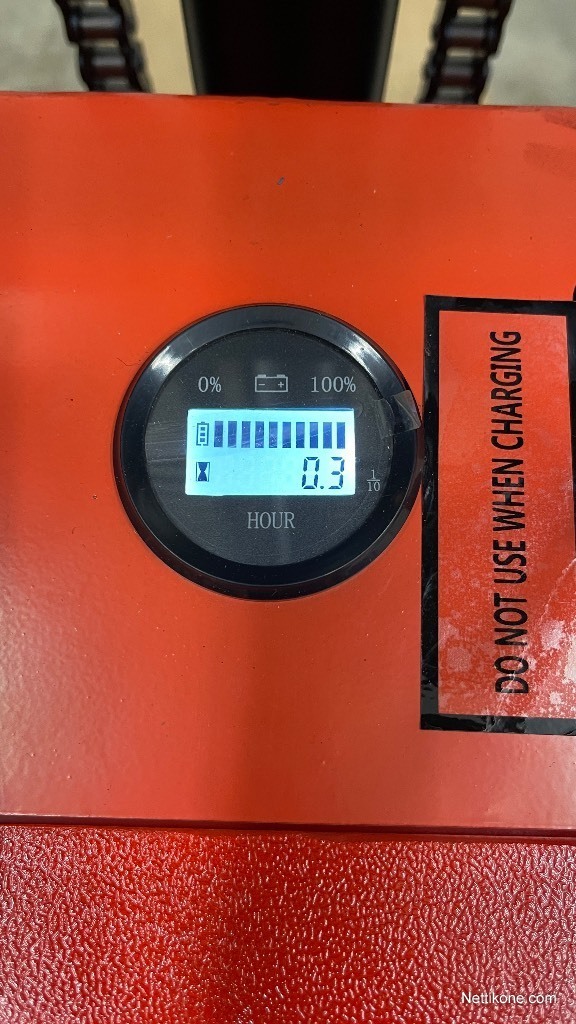 0% 100%
0.3
1/10
HOUR
DO NOT USE WHEN CHARGING
Nettikone.com